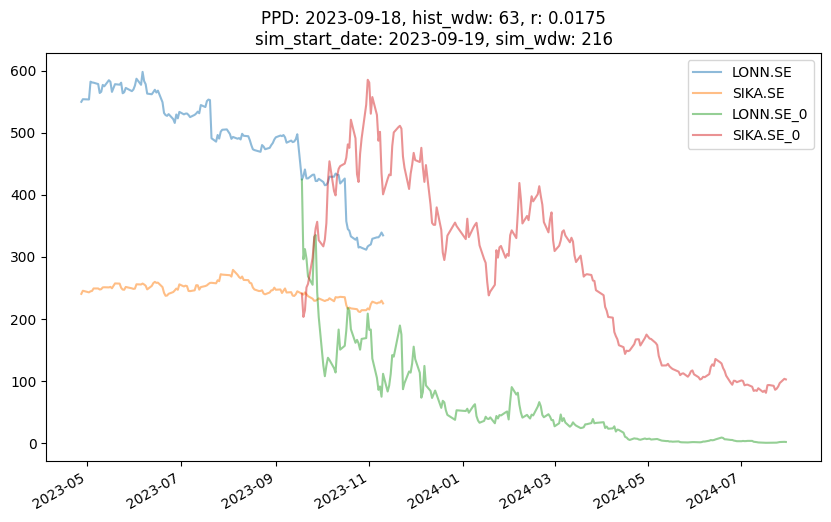 PPD: 2023-09-18, hist_wdw: 63, r: 0.0175
sim_start_date: 2023-09-19, sim_wdw: 216
LONN.SE
SIKA.SE
LONN.SE_0
SIKA.SE_0
600
500
400
300
200
100
0
2023-05
2023-07
2023-09
2023-11
2024-01
2024-03
2024-05
2024-07